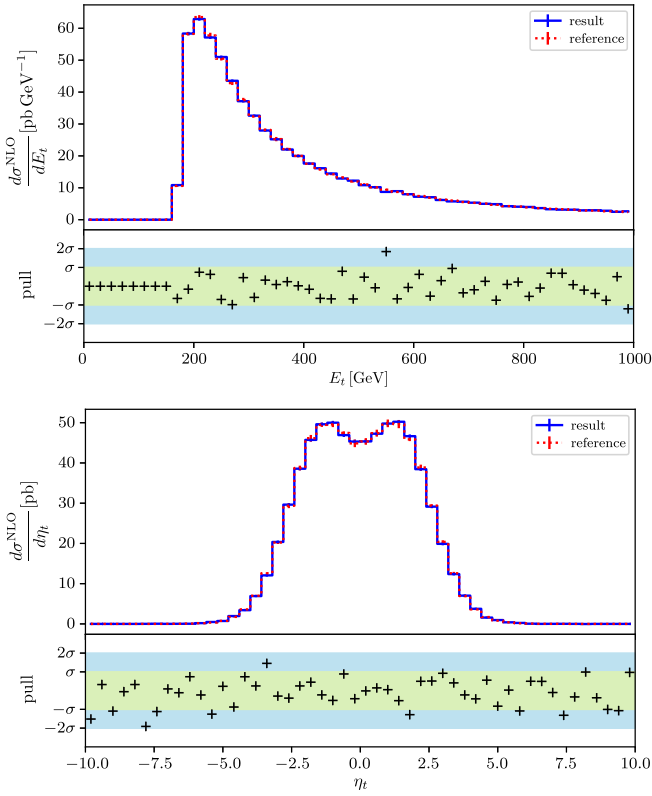 result
reference
dσ^NLO/dE_t [pb GeV⁻¹]
60
50
40
30
20
10
0
pull
2σ
σ
−σ
−2σ
0
200
400
600
800
1000
E_t [GeV]
result
reference
dσ^NLO/dη_t [pb]
50
40
30
20
10
0
pull
2σ
σ
−σ
−2σ
−10.0
−7.5
−5.0
−2.5
0.0
2.5
5.0
7.5
10.0
η_t